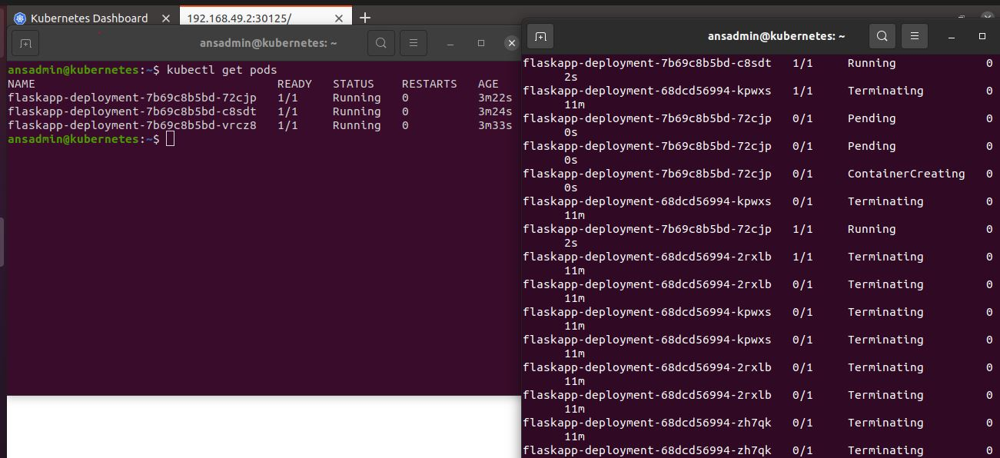 Kubernetes Dashboard
192.168.49.2:30125/
ansadmin@kubernetes: ~
ansadmin@kubernetes:~$ kubectl get pods
NAME READY STATUS RESTARTS AGE
flaskapp-deployment-7b69c8b5bd-72cjp 1/1 Running 0 3m22s
flaskapp-deployment-7b69c8b5bd-c8sdt 1/1 Running 0 3m24s
flaskapp-deployment-7b69c8b5bd-vrcz8 1/1 Running 0 3m33s
ansadmin@kubernetes:~$
ansadmin@kubernetes: ~
flaskapp-deployment-7b69c8b5bd-c8sdt 1/1 Running 0
2s
flaskapp-deployment-68dcd56994-kpwxs 1/1 Terminating 0
11m
flaskapp-deployment-7b69c8b5bd-72cjp 0/1 Pending 0
0s
flaskapp-deployment-7b69c8b5bd-72cjp 0/1 Pending 0
0s
flaskapp-deployment-7b69c8b5bd-72cjp 0/1 ContainerCreating 0
0s
flaskapp-deployment-68dcd56994-kpwxs 0/1 Terminating 0
11m
flaskapp-deployment-7b69c8b5bd-72cjp 1/1 Running 0
2s
flaskapp-deployment-68dcd56994-2rxlb 1/1 Terminating 0
11m
flaskapp-deployment-68dcd56994-2rxlb 0/1 Terminating 0
11m
flaskapp-deployment-68dcd56994-kpwxs 0/1 Terminating 0
11m
flaskapp-deployment-68dcd56994-kpwxs 0/1 Terminating 0
11m
flaskapp-deployment-68dcd56994-2rxlb 0/1 Terminating 0
11m
flaskapp-deployment-68dcd56994-2rxlb 0/1 Terminating 0
11m
flaskapp-deployment-68dcd56994-zh7qk 0/1 Terminating 0
11m
flaskapp-deployment-68dcd56994-zh7qk 0/1 Terminating 0